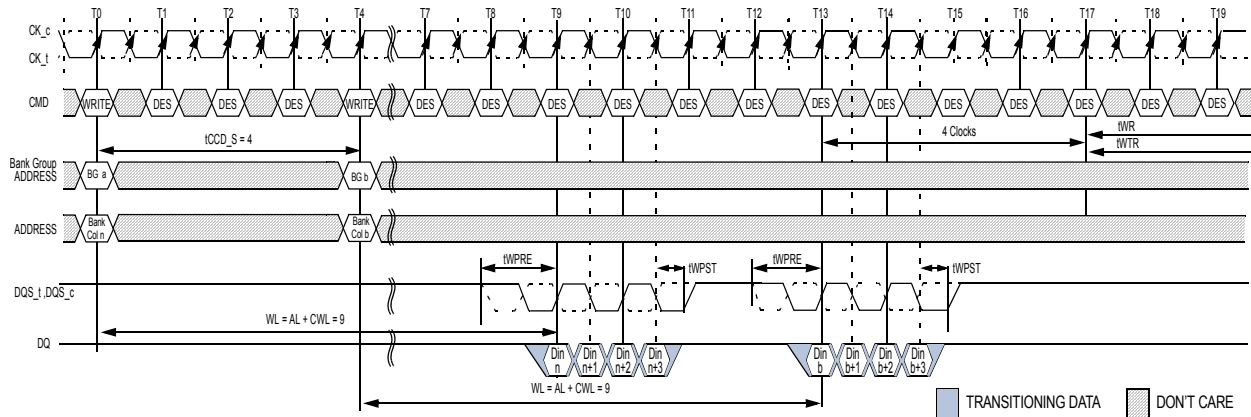 T0 T1 T2 T3 T4 T7 T8 T9 T10 T11 T12 T13 T14 T15 T16 T17 T18 T19
CK_c
CK_t
CMD WRITE DES DES DES WRITE DES DES DES DES DES DES DES DES DES DES DES DES DES
tCCD_S = 4 4 Clocks tWR
tWTR
Bank Group
ADDRESS BG a BG b
ADDRESS Bank
Col n Bank
Col b
tWPRE tWPST tWPRE tWPST
DQS_t ,DQS_c
WL = AL + CWL = 9
DQ Din
n Din
n+1 Din
n+2 Din
n+3 Din
b Din
b+1 Din
b+2 Din
b+3
WL = AL + CWL = 9
TRANSITIONING DATA DON'T CARE